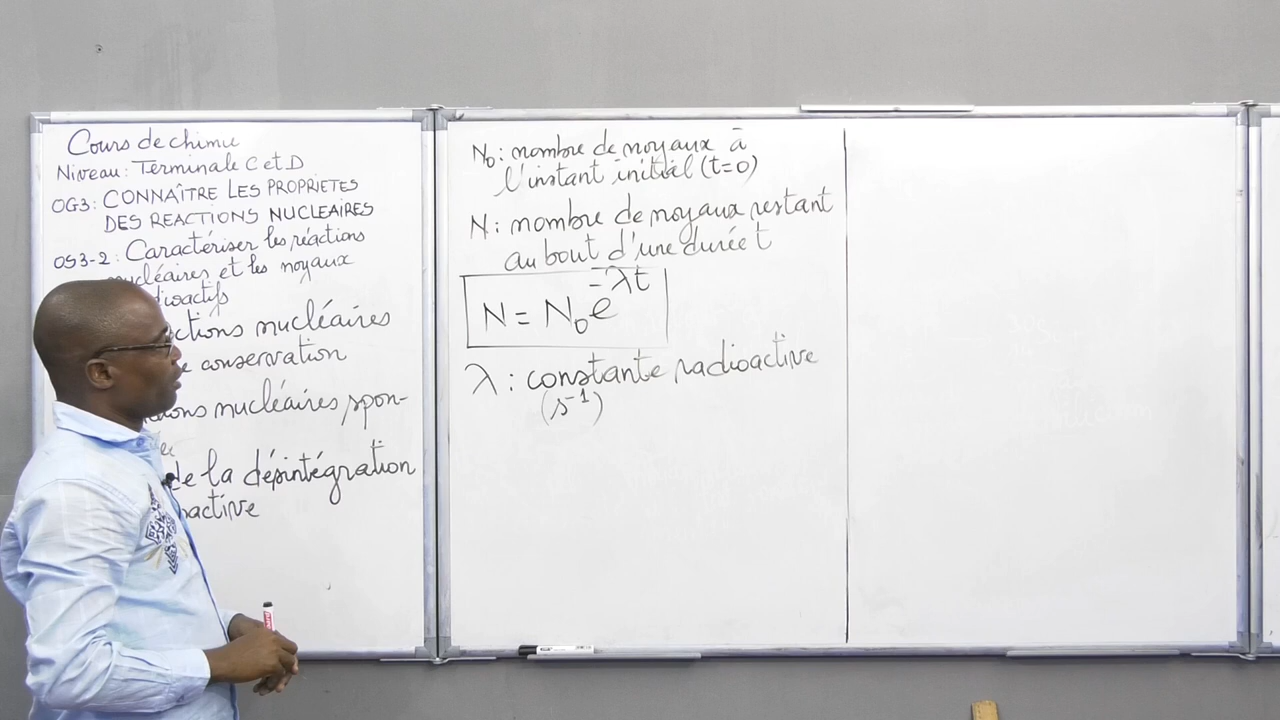 Cours de chimie
Niveau : Terminale C et D
OG3 : CONNAÎTRE LES PROPRIETES
DES REACTIONS NUCLEAIRES
OS3-2 : Caractériser les réactions
nucléaires et les noyaux
dioactifs
ctions nucléaires
conservation
ions nucléaires spon-
de la désintégration
active
N₀ : nombre de noyaux à
l'instant initial (t=0)
N : nombre de noyaux restant
au bout d'une durée t
N = N₀e^-λt
λ : constante radioactive
(s⁻¹)